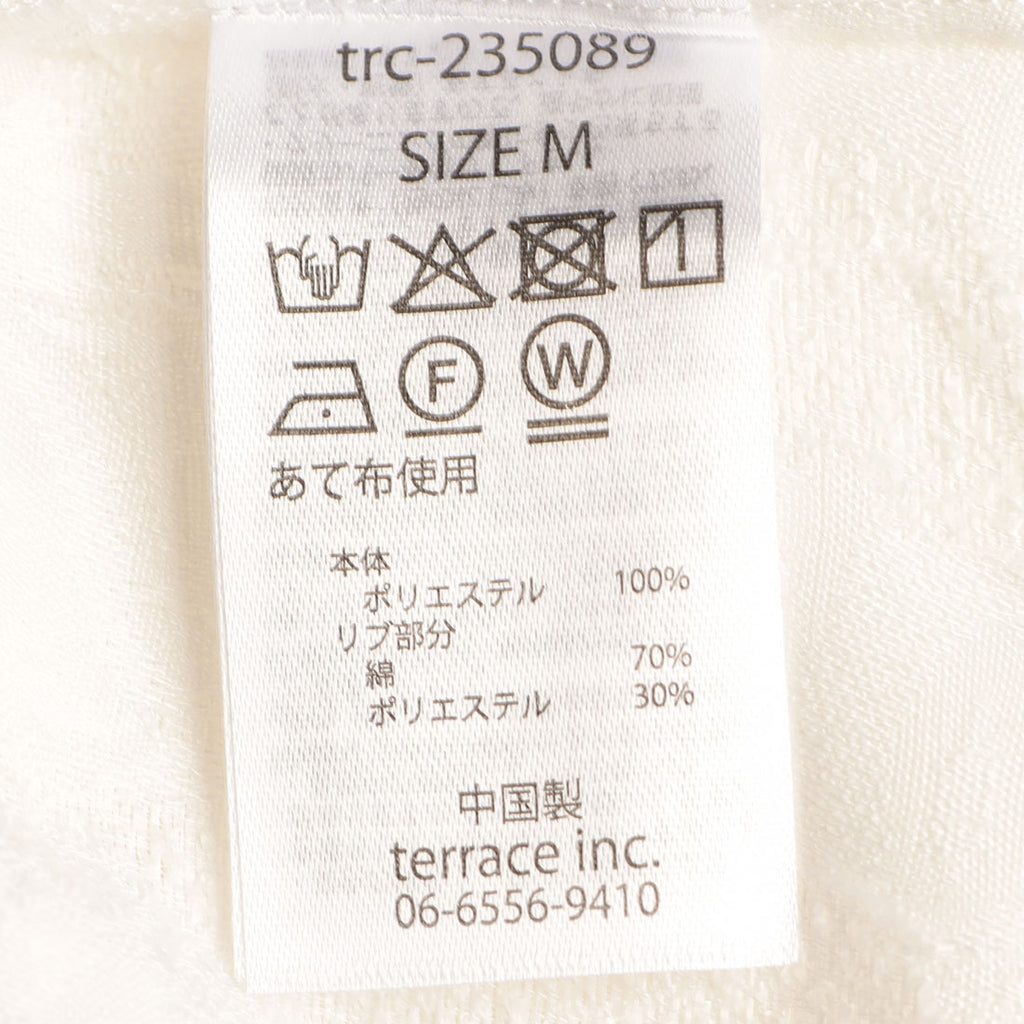 trc-235089
SIZE M
F W
あて布使用
本体
ポリエステル 100%
リブ部分
綿 70%
ポリエステル 30%
中国製
terrace inc.
06-6556-9410